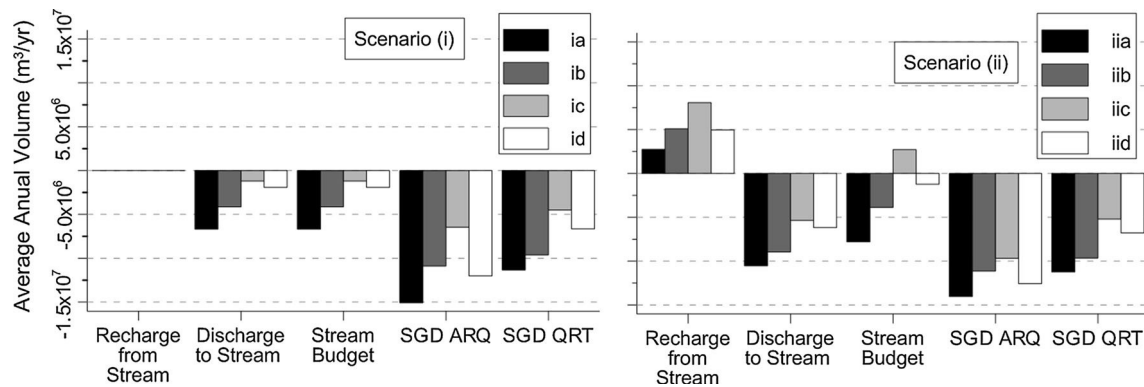 Average Anual Volume (m³/yr)
1.5x10⁷
5.0x10⁶
-5.0x10⁶
-1.5x10⁷
Scenario (i)
ia
ib
ic
id
Recharge
from
Stream
Discharge
to Stream
Stream
Budget
SGD ARQ
SGD QRT
Scenario (ii)
iia
iib
iic
iid
Recharge
from
Stream
Discharge
to Stream
Stream
Budget
SGD ARQ
SGD QRT